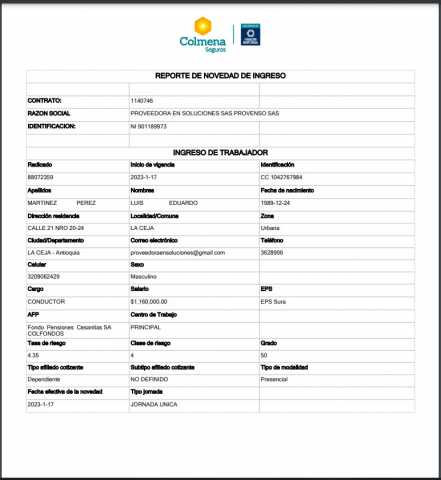 Colmena
Seguros
REPORTE DE NOVEDAD DE INGRESO
CONTRATO: 1140746
RAZON SOCIAL PROVEEDORA EN SOLUCIONES SAS PROVENSO SAS
IDENTIFICACION: NI 901189973
INGRESO DE TRABAJADOR
Radicado Inicio de vigencia Identificación
88072359 2023-1-17 CC 1042767984
Apellidos Nombres Fecha de nacimiento
MARTINEZ PEREZ LUIS EDUARDO 1989-12-24
Dirección residencia Localidad/Comuna Zona
CALLE 21 NRO 20-24 LA CEJA Urbana
Ciudad/Departamento Correo electrónico Teléfono
LA CEJA - Antioquia proveedoraensoluciones@gmail.com 3628999
Celular Sexo
3209062429 Masculino
Cargo Salario EPS
CONDUCTOR $1,160,000.00 EPS Sura
AFP Centro de Trabajo
Fondo Pensiones Cesantias SA PRINCIPAL
COLFONDOS
Tasa de riesgo Clase de riesgo Grado
4.35 4 50
Tipo afiliado cotizante Subtipo afiliado cotizante Tipo de modalidad
Dependiente NO DEFINIDO Presencial
Fecha efectiva de la novedad Tipo jornada
2023-1-17 JORNADA UNICA